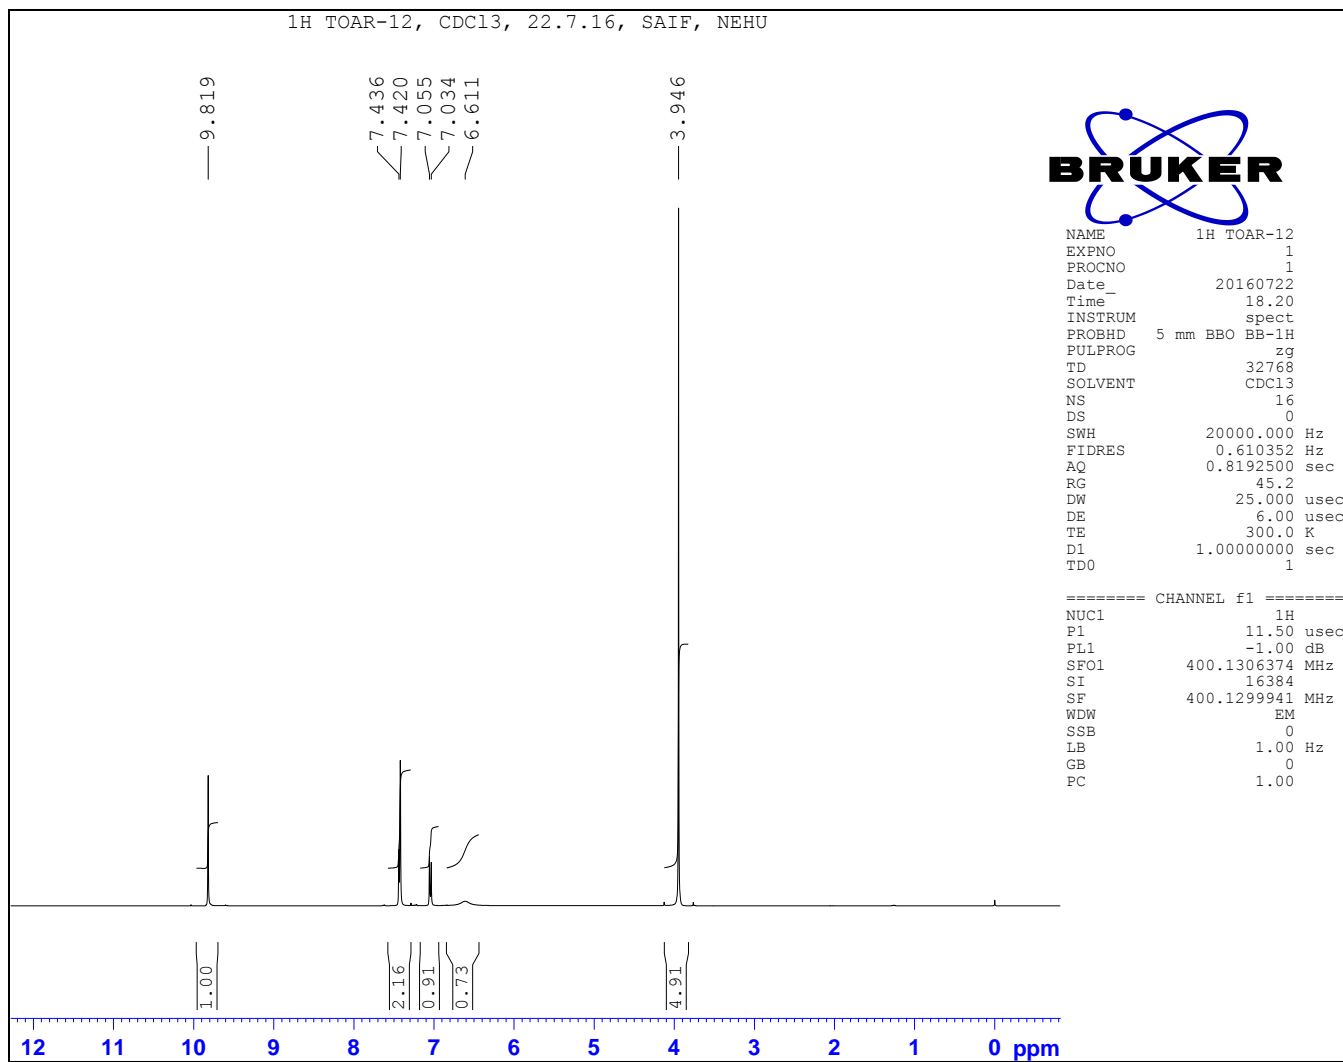 1H TOAR-12, CDCl3, 22.7.16, SAIF, NEHU
9.819
7.436
7.420
7.055
7.034
6.611
3.946
BRUKER
NAME 1H TOAR-12
EXPNO 1
PROCNO 1
Date_ 20160722
Time 18.20
INSTRUM spect
PROBHD 5 mm BBO BB-1H
PULPROG zg
TD 32768
SOLVENT CDCl3
NS 16
DS 0
SWH 20000.000 Hz
FIDRES 0.610352 Hz
AQ 0.8192500 sec
RG 45.2
DW 25.000 usec
DE 6.00 usec
TE 300.0 K
D1 1.00000000 sec
TD0 1
======== CHANNEL f1 ========
NUC1 1H
P1 11.50 usec
PL1 -1.00 dB
SFO1 400.1306374 MHz
SI 16384
SF 400.1299941 MHz
WDW EM
SSB 0
LB 1.00 Hz
GB 0
PC 1.00
1.00
2.16
0.91
0.73
4.91
12 11 10 9 8 7 6 5 4 3 2 1 0 ppm